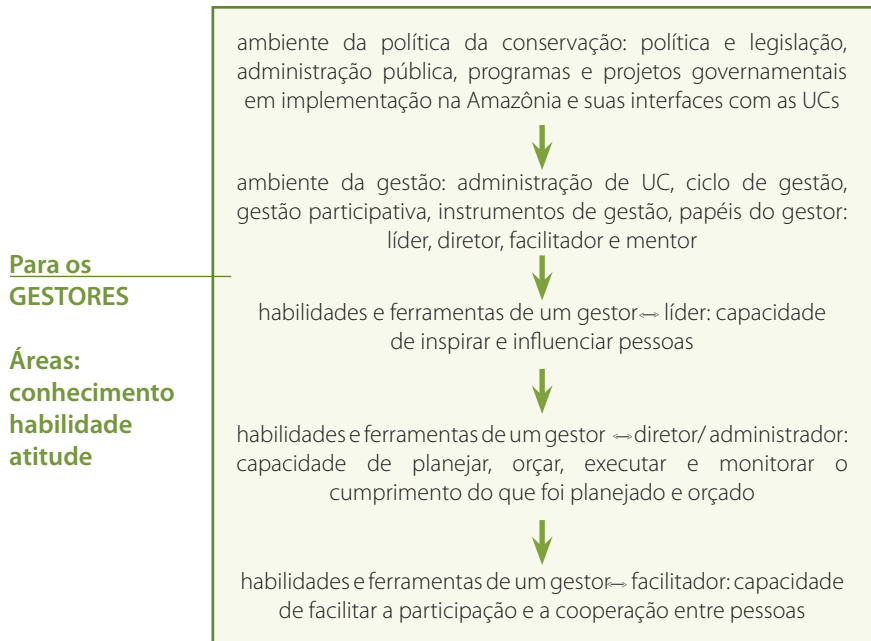 ambiente da política da conservação: política e legislação,
administração pública, programas e projetos governamentais
em implementação na Amazônia e suas interfaces com as UCs
ambiente da gestão: administração de UC, ciclo de gestão,
gestão participativa, instrumentos de gestão, papéis do gestor:
líder, diretor, facilitador e mentor
Para os
GESTORES
Áreas:
conhecimento
habilidade
atitude
habilidades e ferramentas de um gestor ⇔ líder: capacidade
de inspirar e influenciar pessoas
habilidades e ferramentas de um gestor ⇔ diretor/ administrador:
capacidade de planejar, orçar, executar e monitorar o
cumprimento do que foi planejado e orçado
habilidades e ferramentas de um gestor ⇔ facilitador: capacidade
de facilitar a participação e a cooperação entre pessoas